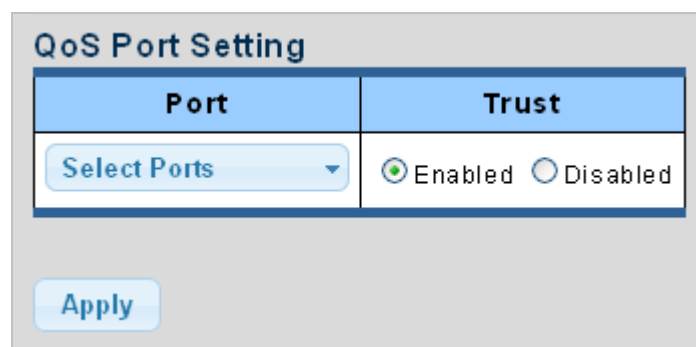 QoS Port Setting
Port Trust
Select Ports Enabled Disabled
Apply